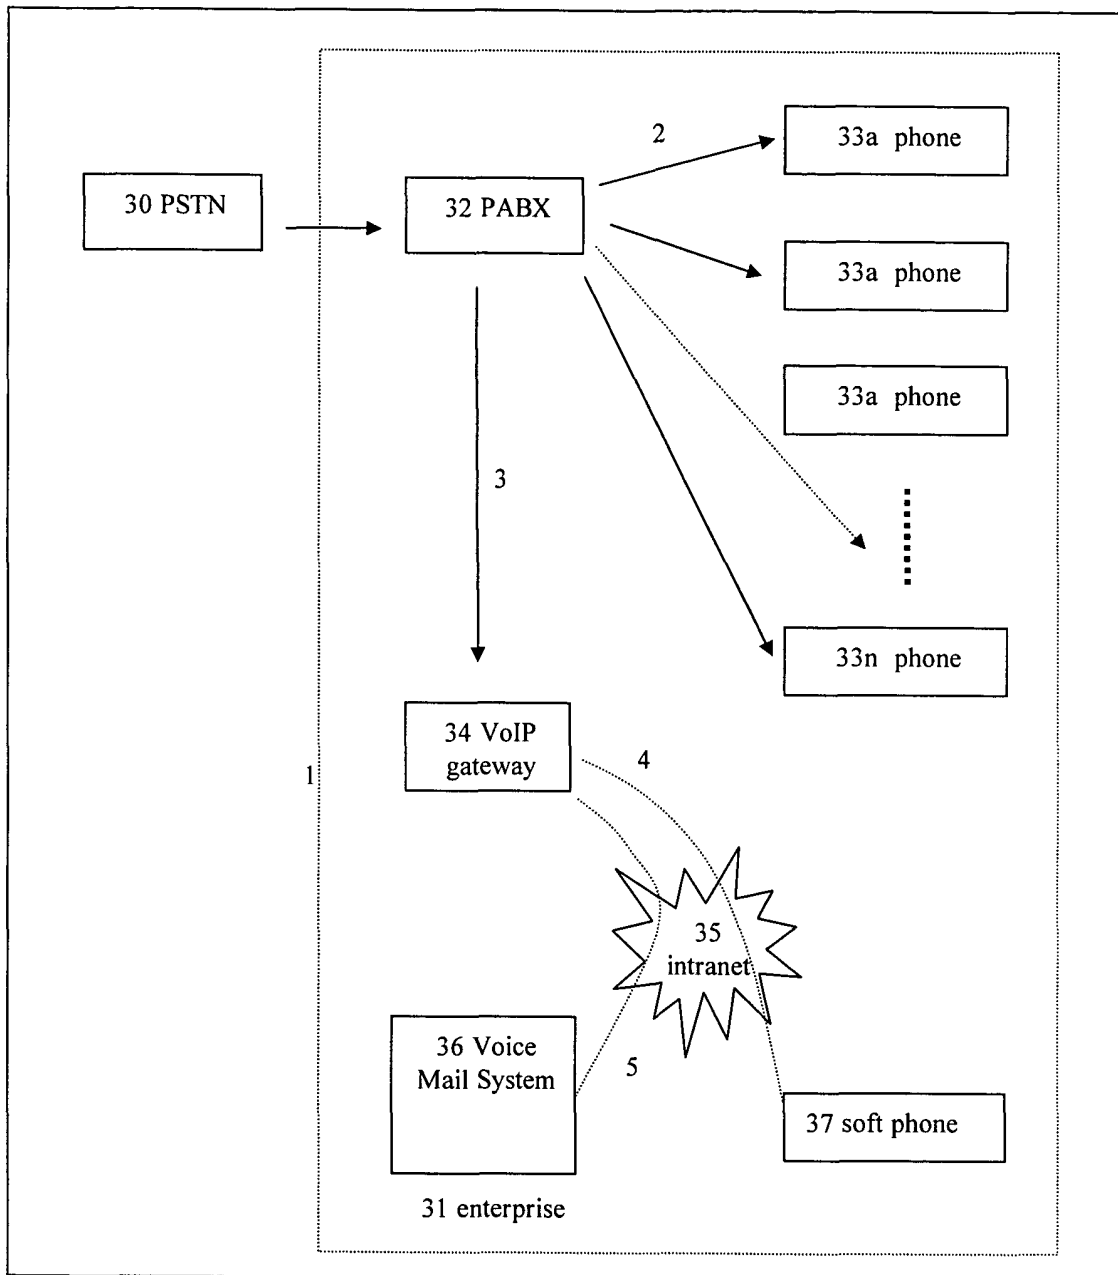 2
33a phone
30 PSTN
32 PABX
33a phone
33a phone
3
33n phone
34 VoIP
gateway
4
1
35
intranet
36 Voice
Mail System
5
37 soft phone
31 enterprise